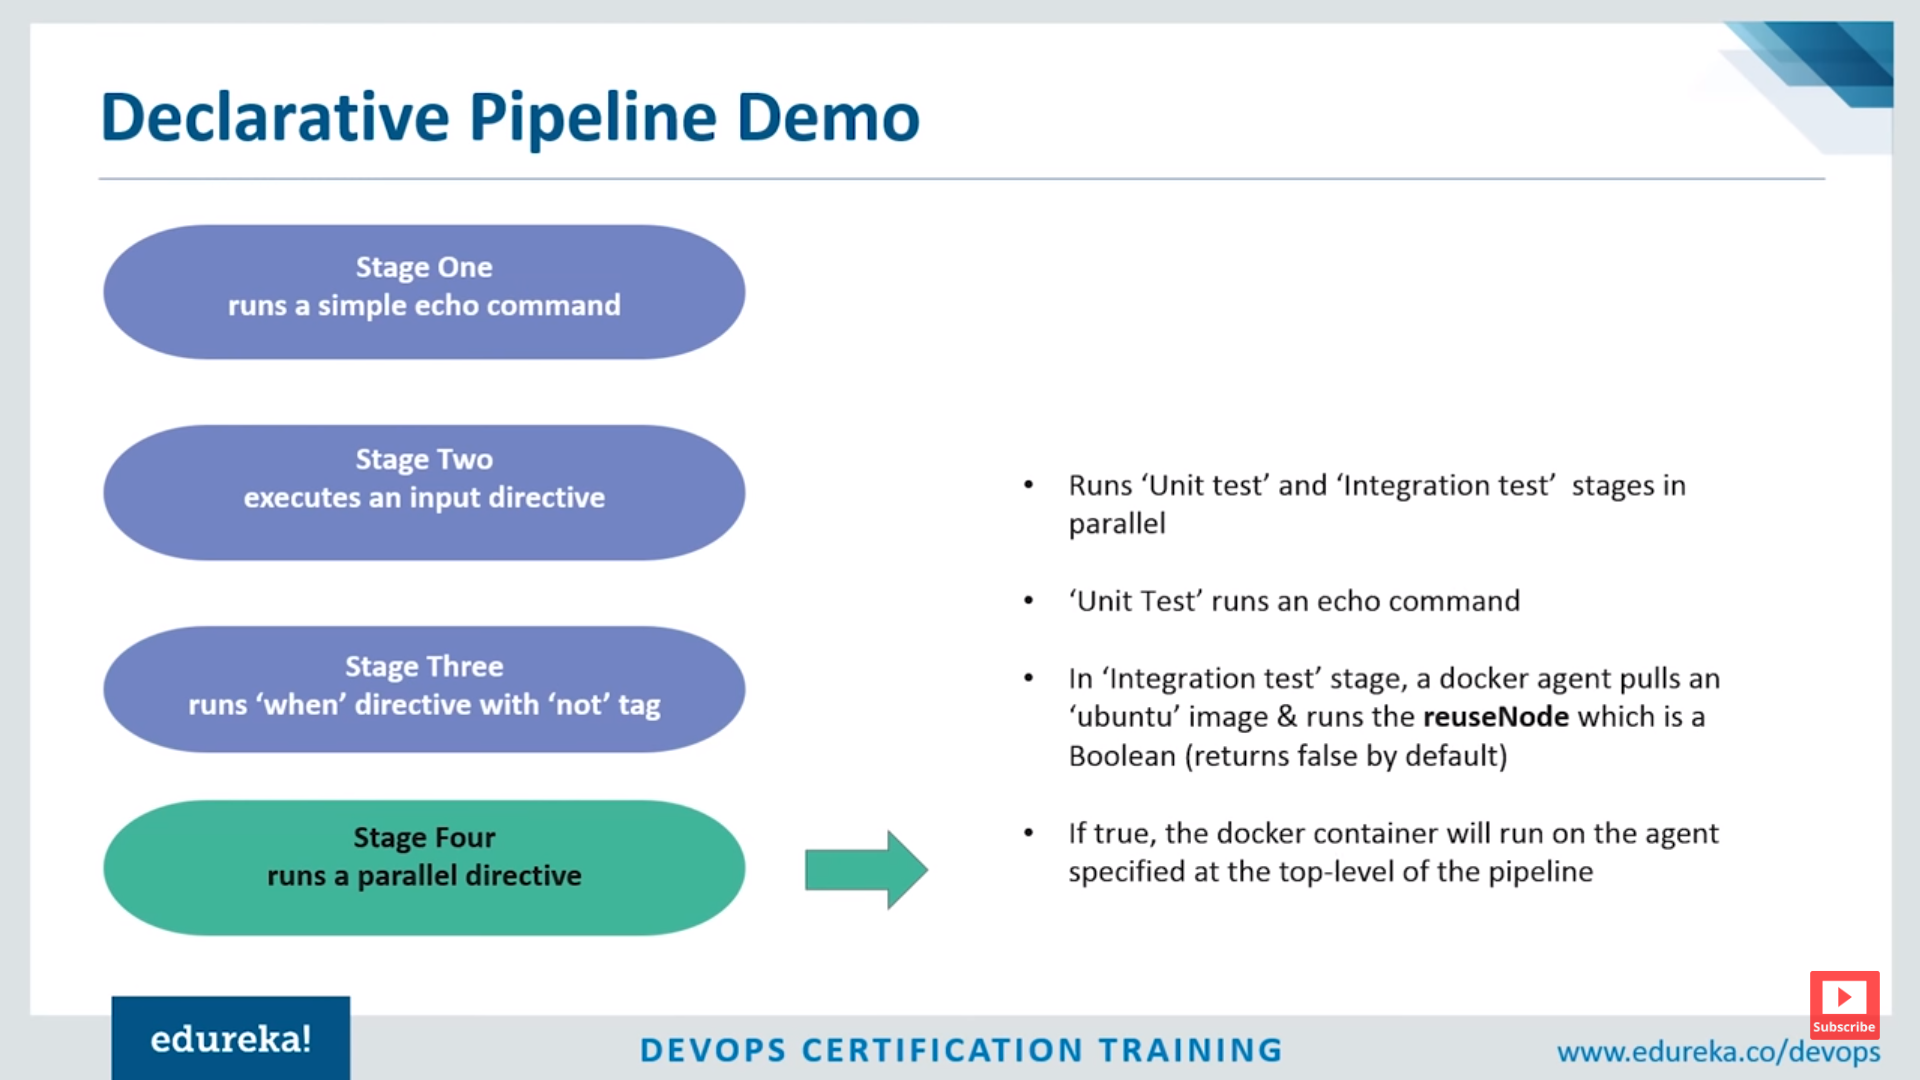 Declarative Pipeline Demo
Stage One
runs a simple echo command
Stage Two
executes an input directive
Stage Three
runs ‘when’ directive with ‘not’ tag
Stage Four
runs a parallel directive
• Runs ‘Unit test’ and ‘Integration test’ stages in
parallel
• ‘Unit Test’ runs an echo command
• In ‘Integration test’ stage, a docker agent pulls an
‘ubuntu’ image & runs the reuseNode which is a
Boolean (returns false by default)
• If true, the docker container will run on the agent
specified at the top-level of the pipeline
Subscribe
edureka!
DEVOPS CERTIFICATION TRAINING
www.edureka.co/devops